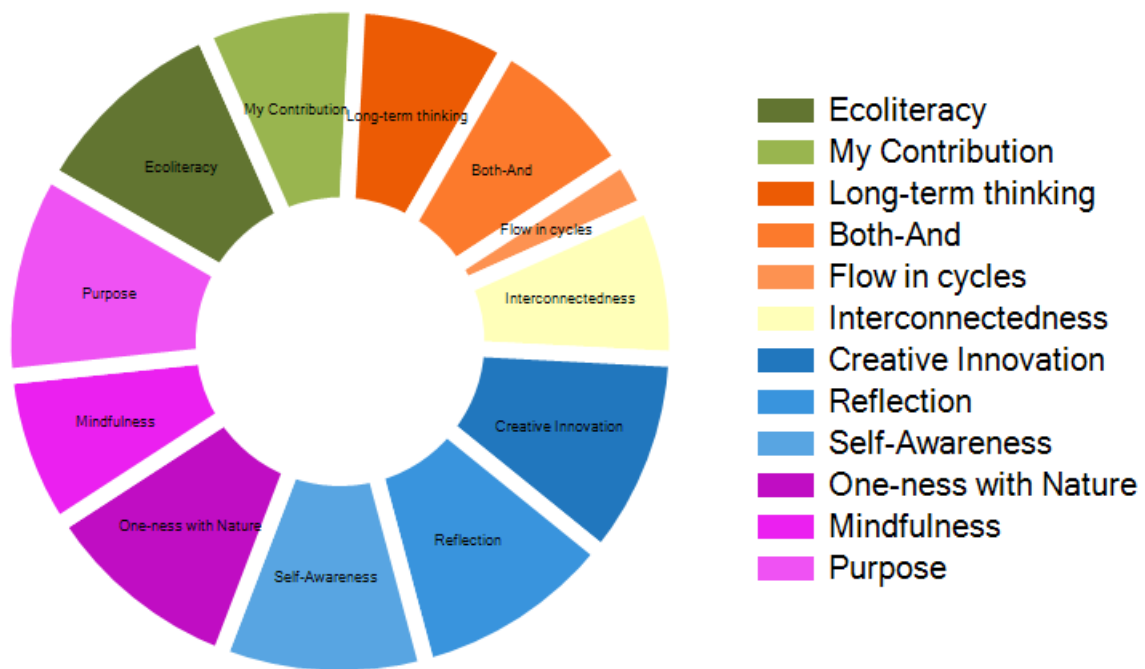 My Contribution
Long-term thinking
Ecoliteracy
Both-And
Flow in cycles
Purpose
Interconnectedness
Mindfulness
Creative Innovation
One-ness with Nature
Reflection
Self-Awareness
Ecoliteracy
My Contribution
Long-term thinking
Both-And
Flow in cycles
Interconnectedness
Creative Innovation
Reflection
Self-Awareness
One-ness with Nature
Mindfulness
Purpose